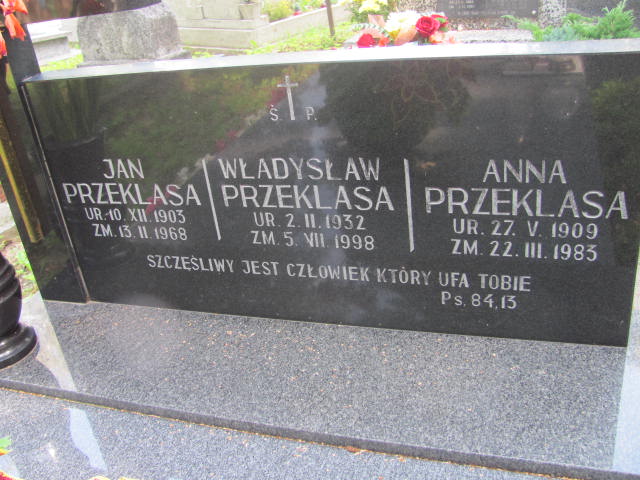 Ś. P.
JAN
PRZEKLASA
UR. 10. XII. 1903
ZM. 13. II. 1968
WŁADYSŁAW
PRZEKLASA
UR. 2. II. 1932
ZM. 5. VII. 1998
ANNA
PRZEKLASA
UR. 27. V. 1909
ZM. 22. III. 1983
SZCZĘŚLIWY JEST CZŁOWIEK KTÓRY UFA TOBIE
Ps. 84,13